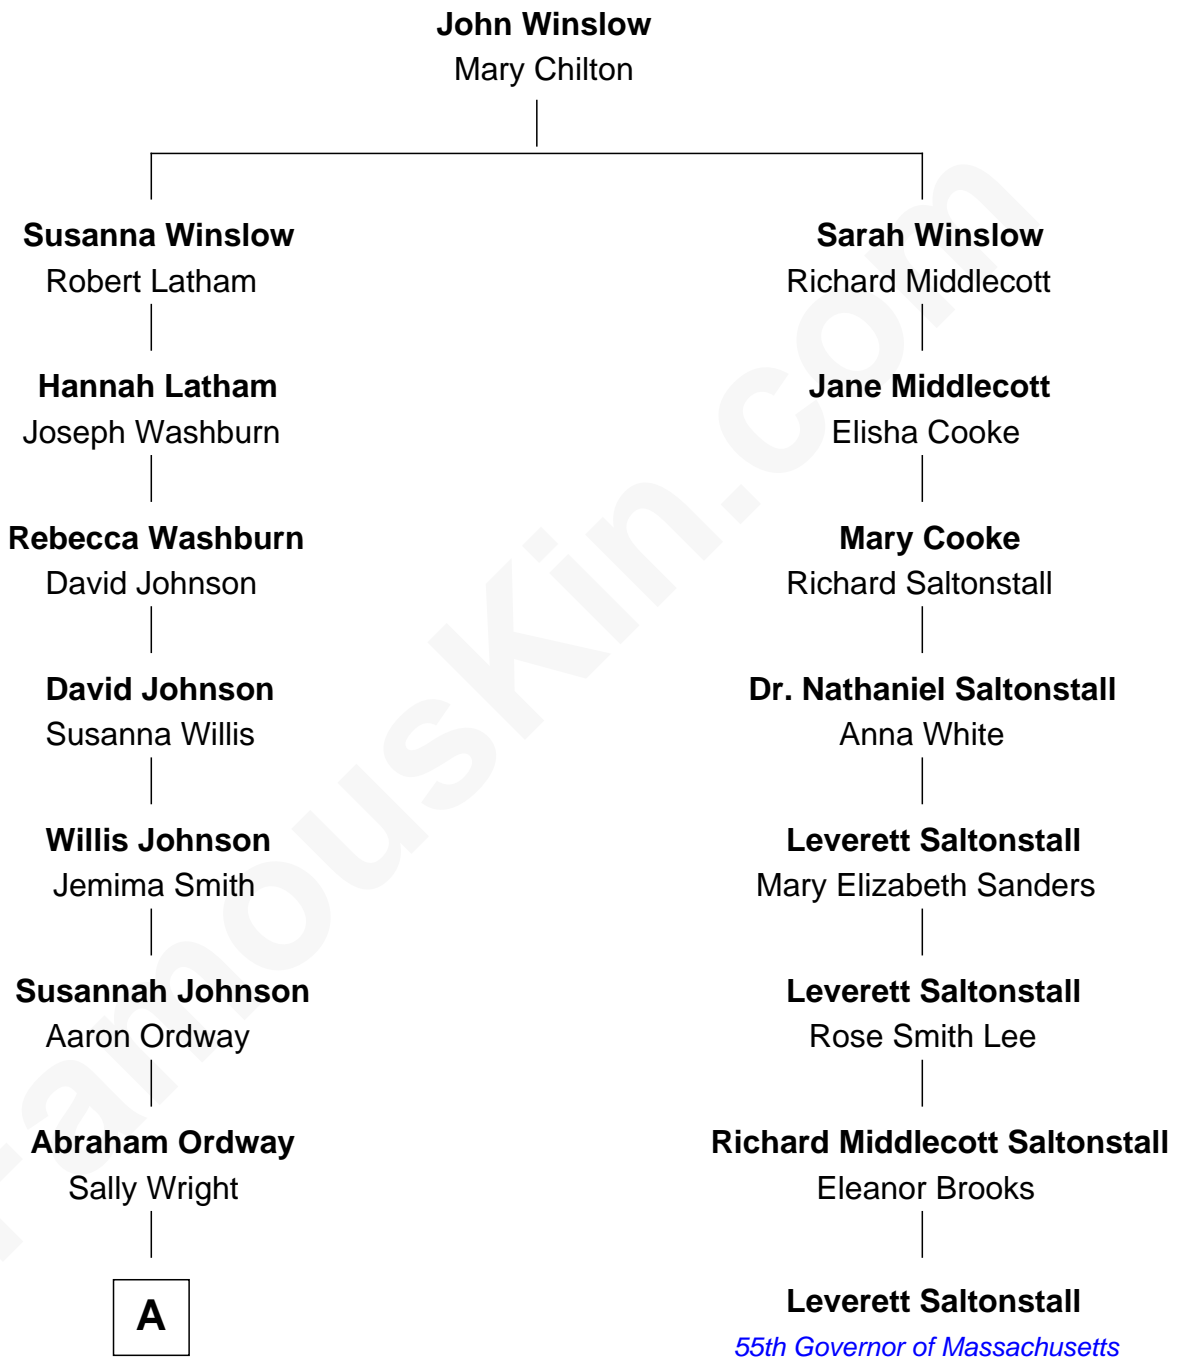 John Winslow
Mary Chilton
Susanna Winslow
Robert Latham
Sarah Winslow
Richard Middlecott
Hannah Latham
Joseph Washburn
Jane Middlecott
Elisha Cooke
Rebecca Washburn
David Johnson
Mary Cooke
Richard Saltonstall
David Johnson
Susanna Willis
Dr. Nathaniel Saltonstall
Anna White
Willis Johnson
Jemima Smith
Leverett Saltonstall
Mary Elizabeth Sanders
Susannah Johnson
Aaron Ordway
Leverett Saltonstall
Rose Smith Lee
Abraham Ordway
Sally Wright
Richard Middlecott Saltonstall
Eleanor Brooks
A
Leverett Saltonstall
55th Governor of Massachusetts
FamousKin.com